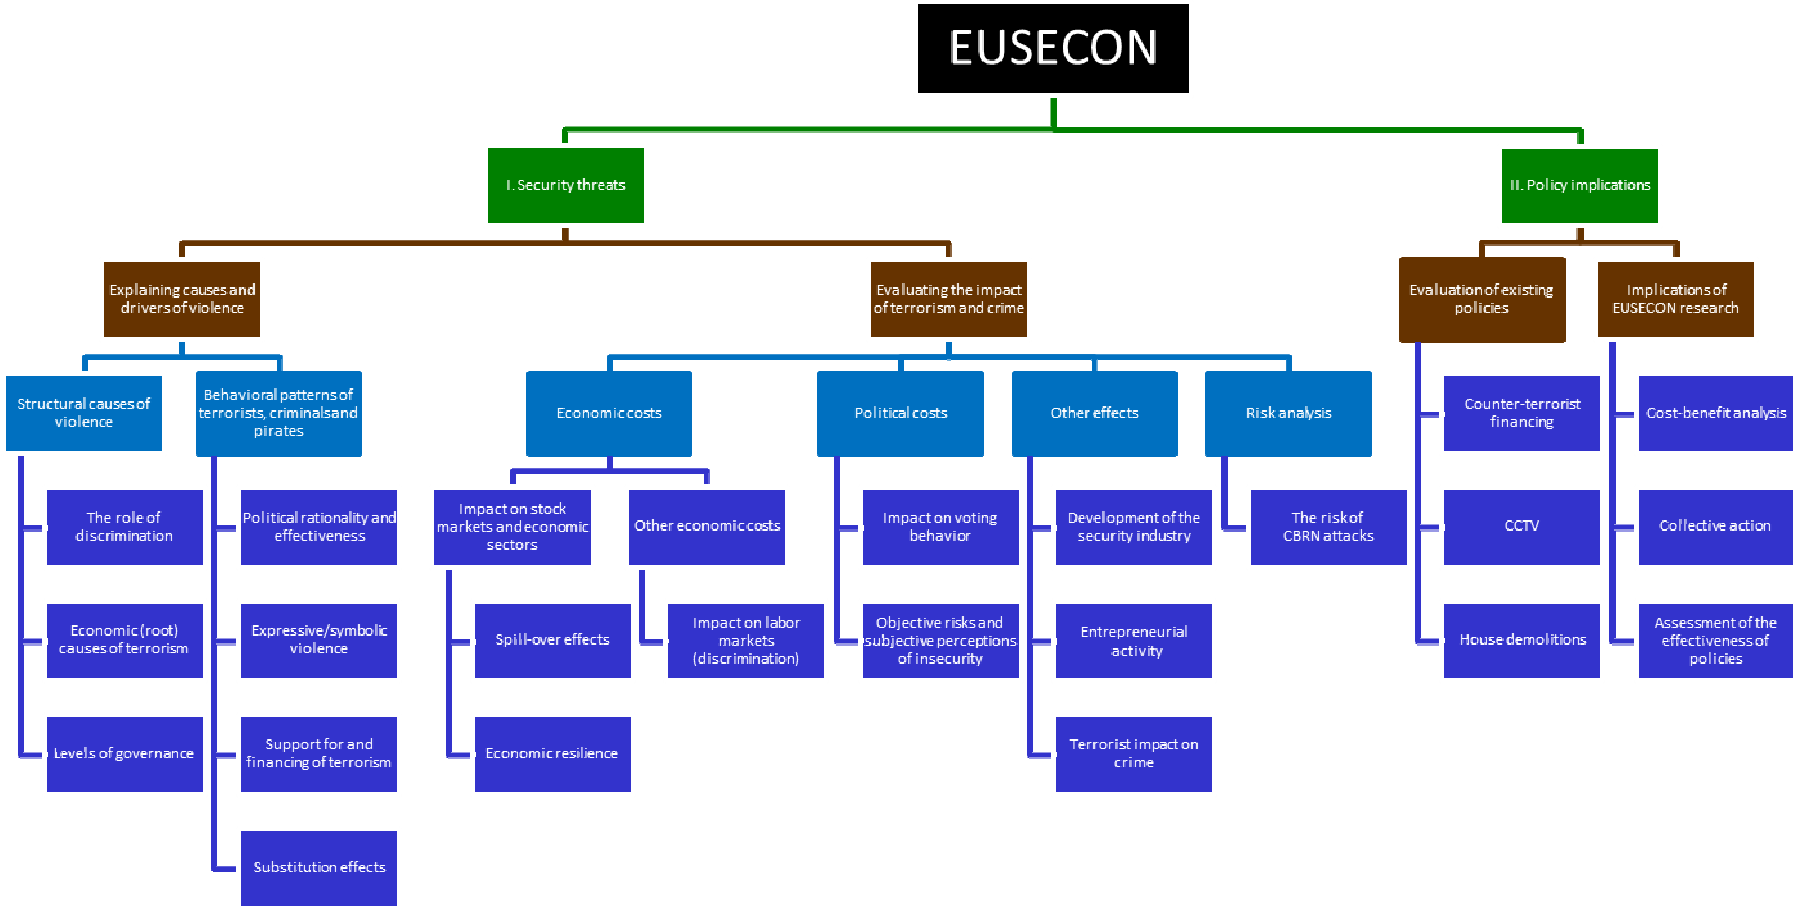 EUSECON
I. Security threats
II. Policy implications
Explaining causes and
drivers of violence
Evaluating the impact
of terrorism and crime
Evaluation of existing
policies
Implications of
EUSECON research
Structural causes of
violence
Behavioral patterns of
terrorists, criminals and
pirates
Economic costs
Political costs
Other effects
Risk analysis
Counter-terrorist
financing
Cost-benefit analysis
The role of
discrimination
Political rationality and
effectiveness
Impact on stock
markets and economic
sectors
Other economic costs
Impact on voting
behavior
Development of the
security industry
The risk of
CBRN attacks
CCTV
Collective action
Economic (root)
causes of terrorism
Expressive/symbolic
violence
Spill-over effects
Impact on labor
markets
(discrimination)
Objective risks and
subjective perceptions
of insecurity
Entrepreneurial
activity
House demolitions
Assessment of the
effectiveness of
policies
Levels of governance
Support for and
financing of terrorism
Economic resilience
Terrorist impact on
crime
Substitution effects